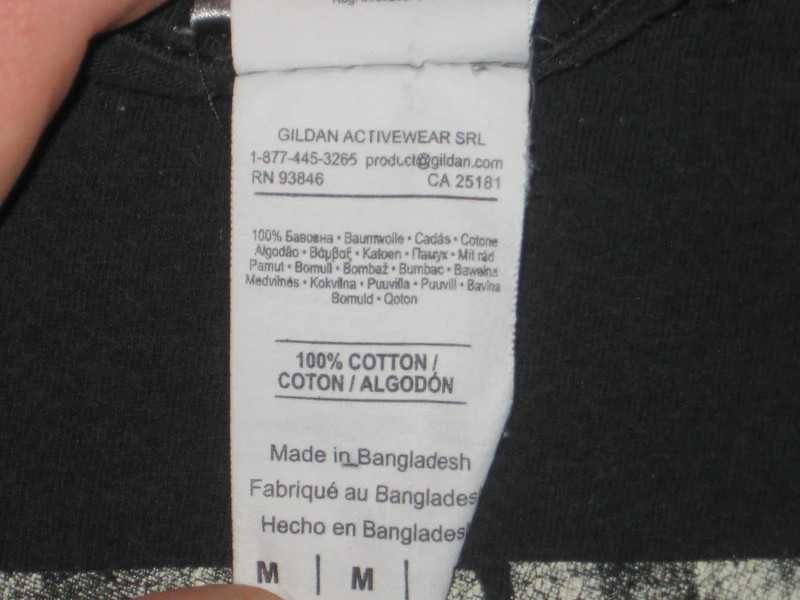 GILDAN ACTIVEWEAR SRL
1-877-445-3265 product@gildan.com
RN 93846 CA 25181
100% Бавовна • Baumwolle • Cadás • Cotone
Algodão • Βάμβαξ • Katoen • Памук • Mit rád
Pamut • Bomull • Bombaž • Bumbac • Bawełna
Medvilnės • Kokvilna • Puuvilla • Puuvill • Bavlna
Bomuld • Qoton
100% COTTON /
COTON / ALGODÓN
Made in Bangladesh
Fabriqué au Banglades
Hecho en Banglades
M | M |